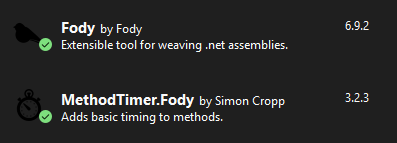 Fody by Fody 6.9.2
Extensible tool for weaving .net assemblies.
MethodTimer.Fody by Simon Cropp 3.2.3
Adds basic timing to methods.